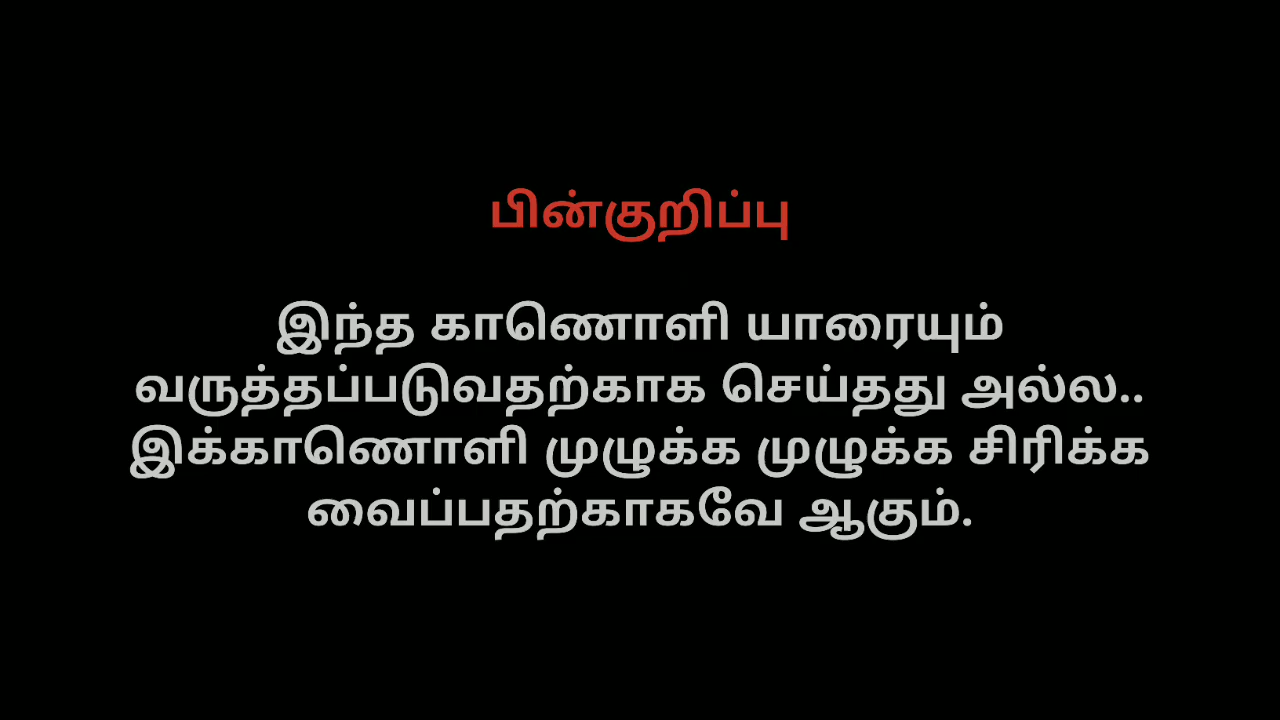 பின்குறிப்பு
இந்த காணொளி யாரையும்
வருத்தப்படுவதற்காக செய்தது அல்ல..
இக்காணொளி முழுக்க முழுக்க சிரிக்க
வைப்பதற்காகவே ஆகும்.